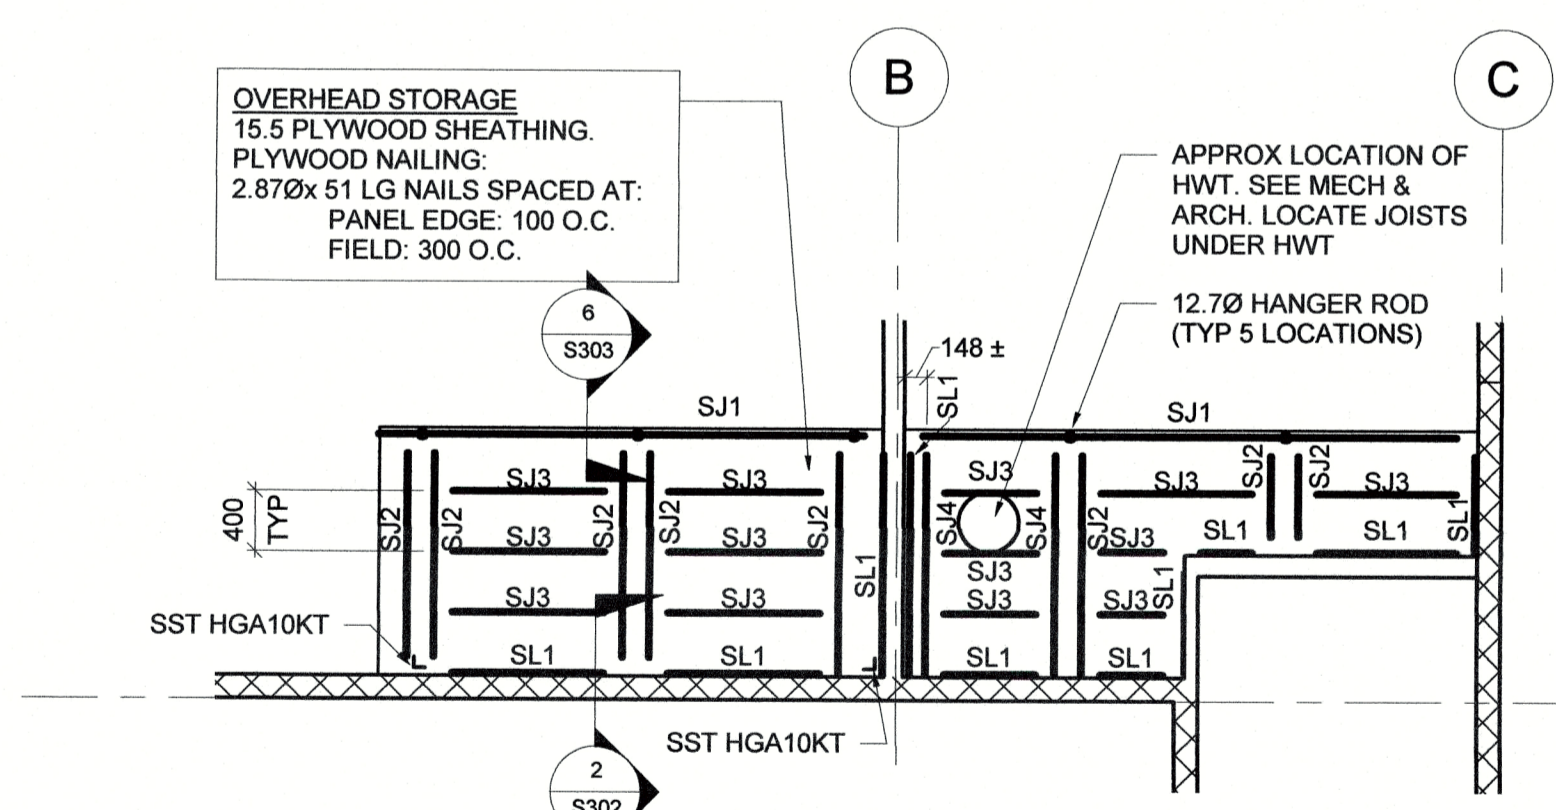 B
C
OVERHEAD STORAGE
15.5 PLYWOOD SHEATHING.
PLYWOOD NAILING:
2.87Øx 51 LG NAILS SPACED AT:
PANEL EDGE: 100 O.C.
FIELD: 300 O.C.
APPROX LOCATION OF
HWT. SEE MECH &
ARCH. LOCATE JOISTS
UNDER HWT
12.7Ø HANGER ROD
(TYP 5 LOCATIONS)
6
S303
148 ±
SL1
SJ1
SJ1
SJ3
SJ3
SJ3
SJ3
SJ3
SJ2
SJ2
400
TYP
SJ2
SJ2
SJ2
SJ2
SJ2
SJ4
SJ4
SJ2
SL1
SJ3
SJ3
SJ3
SJ3
SL1
SL1
SL1
SJ3
SJ3
SJ3
SJ3
SL1
SL1
SST HGA10KT
SL1
SL1
SL1
SL1
SST HGA10KT
2
S302